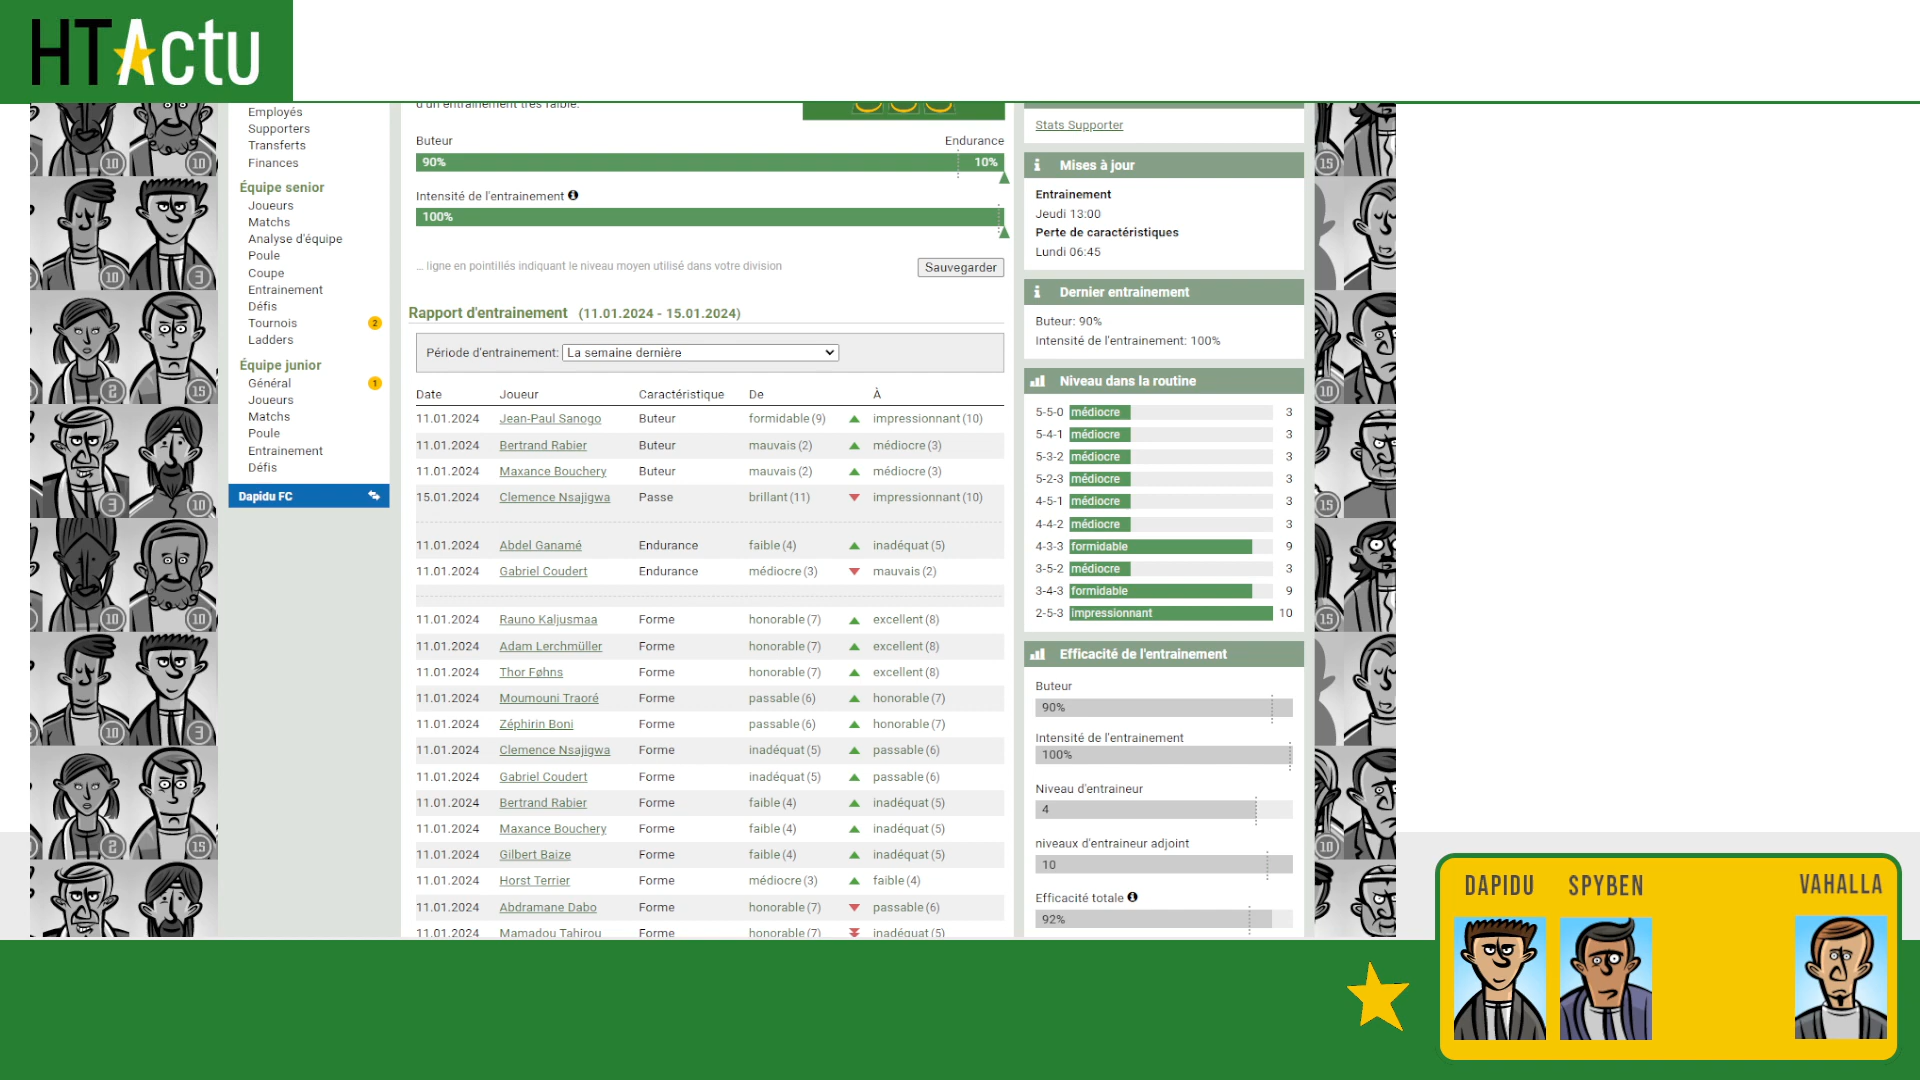 HTActu
Employés
Supporters
Transferts
Finances
Équipe senior
Joueurs
Matchs
Analyse d'équipe
Poule
Coupe
Entrainement
Défis
Tournois 2
Ladders
Équipe junior
Général 1
Joueurs
Matchs
Poule
Entrainement
Défis
Dapidu FC
d'un entrainement très faible.
Buteur Endurance
90% 10%
Intensité de l'entrainement
100%
... ligne en pointillés indiquant le niveau moyen utilisé dans votre division
Sauvegarder
Rapport d'entrainement (11.01.2024 - 15.01.2024)
Période d'entrainement: La semaine dernière
Date Joueur Caractéristique De À
11.01.2024 Jean-Paul Sanogo Buteur formidable (9) impressionnant (10)
11.01.2024 Bertrand Rabier Buteur mauvais (2) médiocre (3)
11.01.2024 Maxance Bouchery Buteur mauvais (2) médiocre (3)
15.01.2024 Clemence Nsajigwa Passe brillant (11) impressionnant (10)
11.01.2024 Abdel Ganamé Endurance faible (4) inadéquat (5)
11.01.2024 Gabriel Coudert Endurance médiocre (3) mauvais (2)
11.01.2024 Rauno Kaljusmaa Forme honorable (7) excellent (8)
11.01.2024 Adam Lerchmüller Forme honorable (7) excellent (8)
11.01.2024 Thor Føhns Forme honorable (7) excellent (8)
11.01.2024 Moumouni Traoré Forme passable (6) honorable (7)
11.01.2024 Zéphirin Boni Forme passable (6) honorable (7)
11.01.2024 Clemence Nsajigwa Forme inadéquat (5) passable (6)
11.01.2024 Gabriel Coudert Forme inadéquat (5) passable (6)
11.01.2024 Bertrand Rabier Forme faible (4) inadéquat (5)
11.01.2024 Maxance Bouchery Forme faible (4) inadéquat (5)
11.01.2024 Gilbert Baize Forme faible (4) inadéquat (5)
11.01.2024 Horst Terrier Forme médiocre (3) faible (4)
11.01.2024 Abdramane Dabo Forme honorable (7) passable (6)
11.01.2024 Mamadou Tahirou Forme honorable (7) inadéquat (5)
Stats Supporter
Mises à jour
Entrainement
Jeudi 13:00
Perte de caractéristiques
Lundi 06:45
Dernier entrainement
Buteur: 90%
Intensité de l'entrainement: 100%
Niveau dans la routine
5-5-0 médiocre 3
5-4-1 médiocre 3
5-3-2 médiocre 3
5-2-3 médiocre 3
4-5-1 médiocre 3
4-4-2 médiocre 3
4-3-3 formidable 9
3-5-2 médiocre 3
3-4-3 formidable 9
2-5-3 impressionnant 10
Efficacité de l'entrainement
Buteur
90%
Intensité de l'entrainement
100%
Niveau d'entraineur
4
niveaux d'entraineur adjoint
10
Efficacité totale
92%
DAPIDU SPYBEN VAHALLA